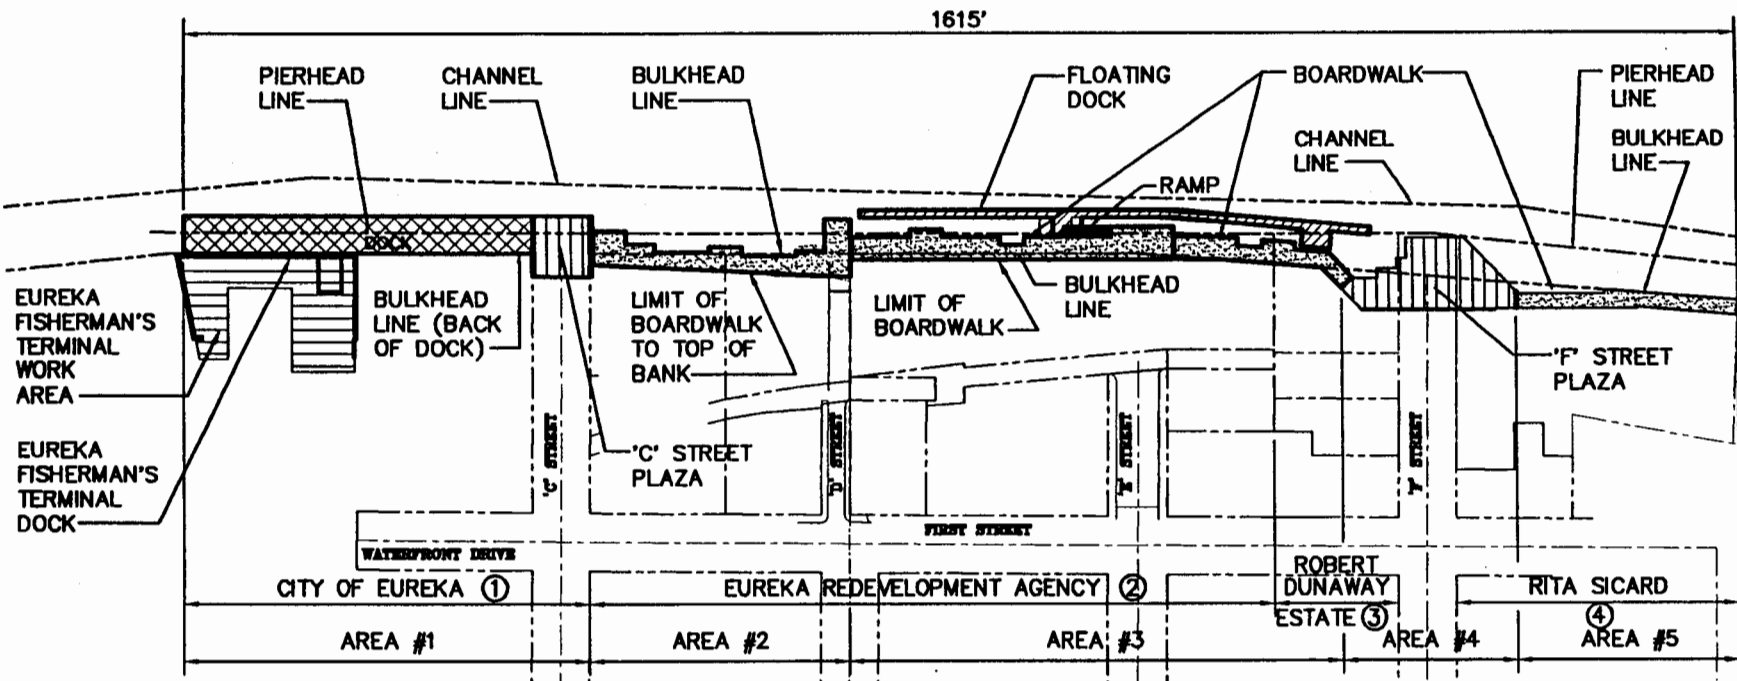 1615'
PIERHEAD
LINE
CHANNEL
LINE
BULKHEAD
LINE
FLOATING
DOCK
BOARDWALK
PIERHEAD
LINE
CHANNEL
LINE
BULKHEAD
LINE
RAMP
DOCK
EUREKA
FISHERMAN'S
TERMINAL
WORK
AREA
BULKHEAD
LINE (BACK
OF DOCK)
LIMIT OF
BOARDWALK
TO TOP OF
BANK
LIMIT OF
BOARDWALK
BULKHEAD
LINE
'F' STREET
PLAZA
EUREKA
FISHERMAN'S
TERMINAL
DOCK
'C' STREET
'C' STREET
PLAZA
'D' STREET
'E' STREET
'F' STREET
FIRST STREET
WATERFRONT DRIVE
CITY OF EUREKA ①
EUREKA REDEVELOPMENT AGENCY ②
ROBERT
DUNAWAY
ESTATE ③
RITA SICARD
④
AREA #1
AREA #2
AREA #3
AREA #4
AREA #5